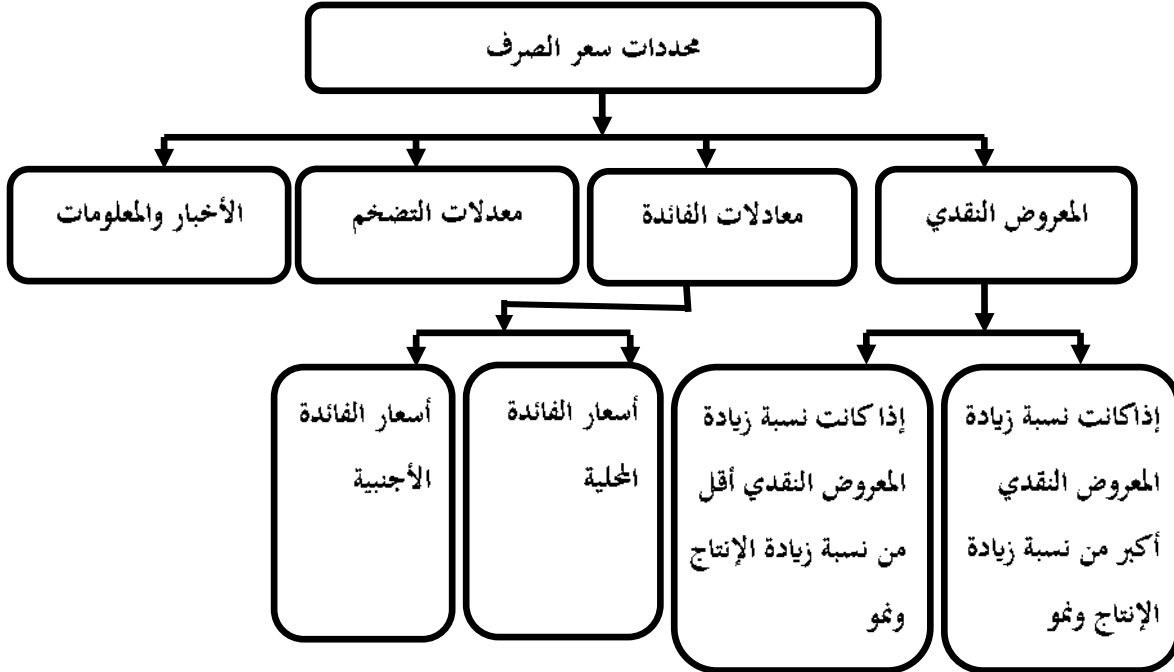 محددات سعر الصرف
المعروض النقدي
معادلات الفائدة
معدلات التضخم
الأخبار والمعلومات
إذاكانت نسبة زيادة
المعروض النقدي
أكبر من نسبة زيادة
الإنتاج ونمو
إذا كانت نسبة زيادة
المعروض النقدي أقل
من نسبة زيادة الإنتاج
ونمو
أسعار الفائدة
المحلية
أسعار الفائدة
الأجنبية